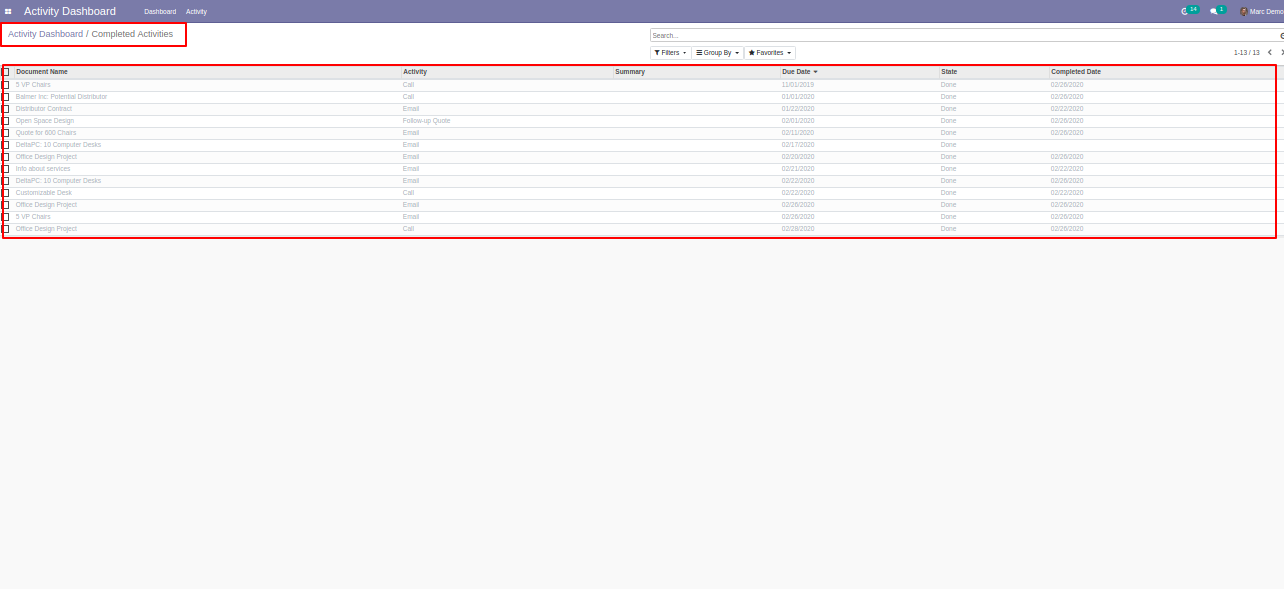 Activity Dashboard Dashboard Activity 14 1 Marc Demo
Activity Dashboard / Completed Activities
Search...
Filters Group By Favorites 1-13 / 13
Document Name Activity Summary Due Date State Completed Date
5 VP Chairs Call 11/01/2019 Done 02/26/2020
Balmer Inc: Potential Distributor Call 01/01/2020 Done 02/26/2020
Distributor Contract Email 01/22/2020 Done 02/22/2020
Open Space Design Follow-up Quote 02/01/2020 Done 02/26/2020
Quote for 600 Chairs Email 02/11/2020 Done 02/26/2020
DeltaPC: 10 Computer Desks Email 02/17/2020 Done
Office Design Project Email 02/20/2020 Done 02/26/2020
Info about services Email 02/21/2020 Done 02/22/2020
DeltaPC: 10 Computer Desks Email 02/22/2020 Done 02/26/2020
Customizable Desk Call 02/22/2020 Done 02/22/2020
Office Design Project Email 02/26/2020 Done 02/26/2020
5 VP Chairs Email 02/26/2020 Done 02/26/2020
Office Design Project Call 02/28/2020 Done 02/26/2020